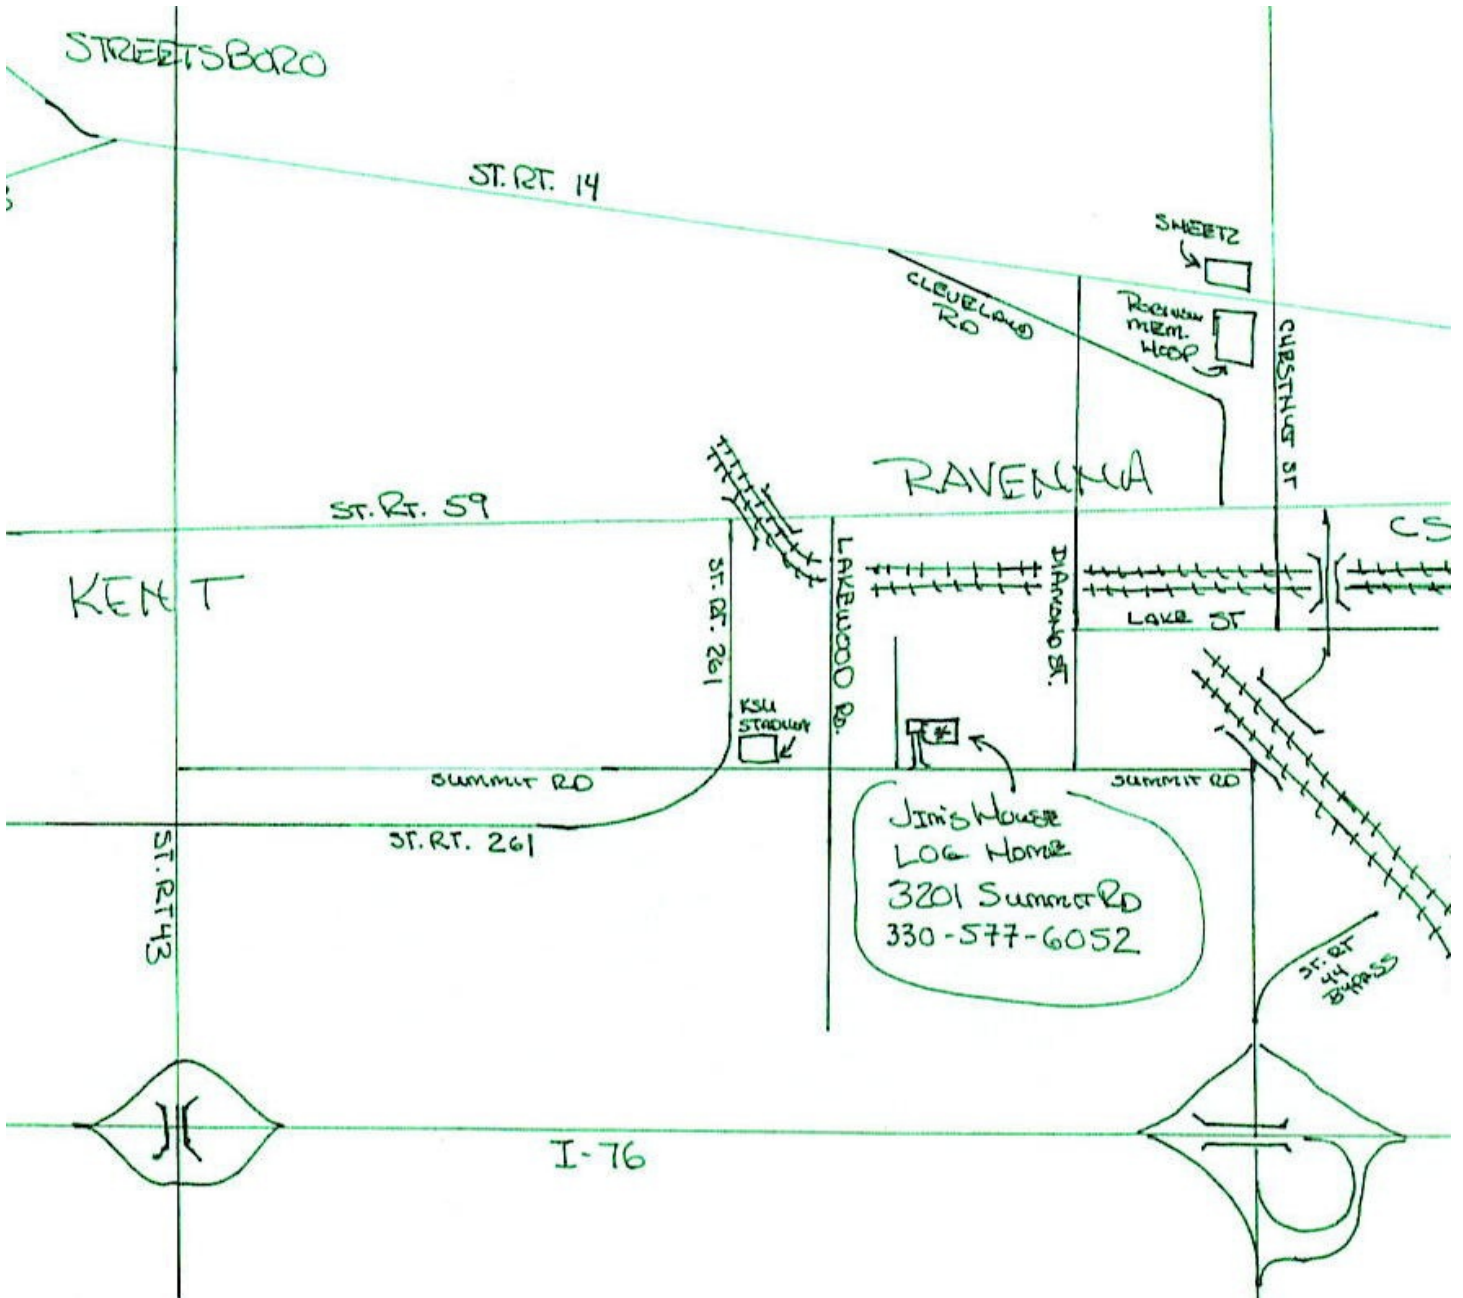 STREETSBORO
ST. RT. 14
SHEETZ
CLEVELAND
RD
MEM.
HOSP
CHESTNUT ST
RAVENNA
ST. RT. 59
CS
KENT
ST. RT. 261
LAKEWOOD RD.
DIAMOND ST.
LAKE ST
KSU
STADIUM
SUMMIT RD
SUMMIT RD
ST. RT. 261
JIM'S HOUSE
LOG HOME
3201 SUMMIT RD
330-577-6052
ST. RT 43
ST. RT
44
BYPASS
I-76